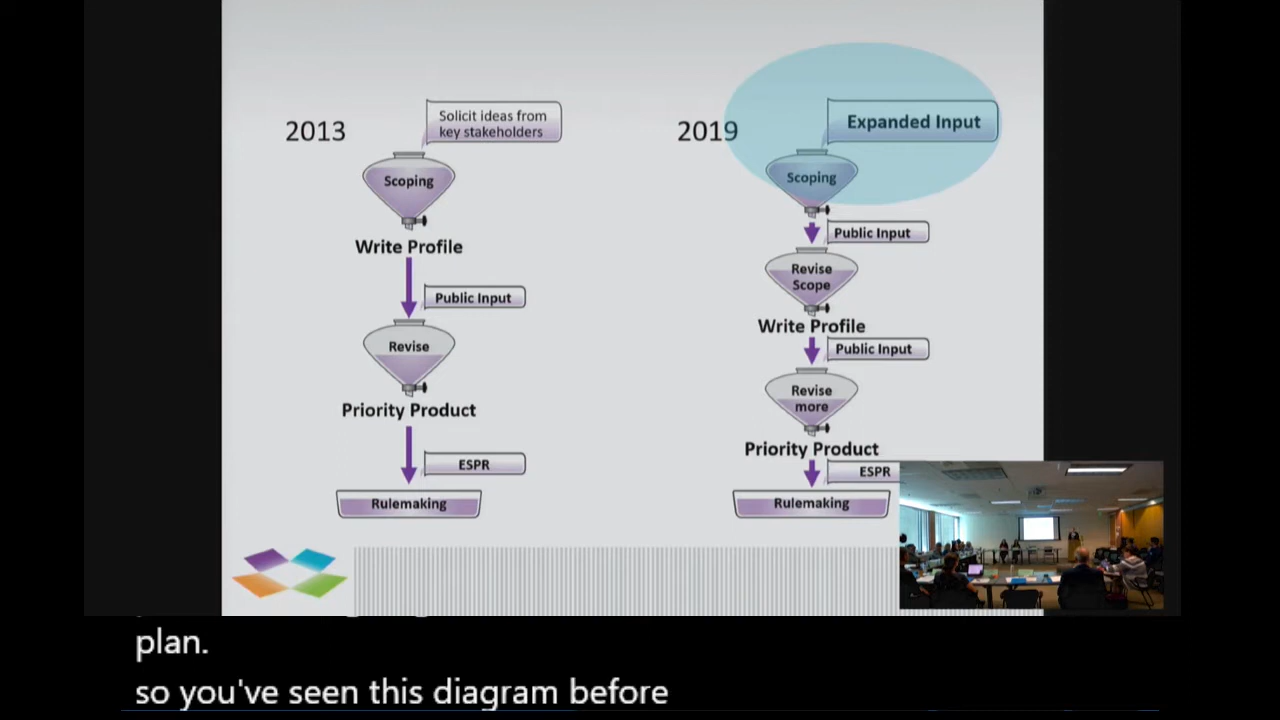 2013
Solicit ideas from
key stakeholders
Scoping
Write Profile
Public Input
Revise
Priority Product
ESPR
Rulemaking
2019
Expanded Input
Scoping
Public Input
Revise
Scope
Write Profile
Public Input
Revise
more
Priority Product
ESPR
Rulemaking
plan.
so you've seen this diagram before